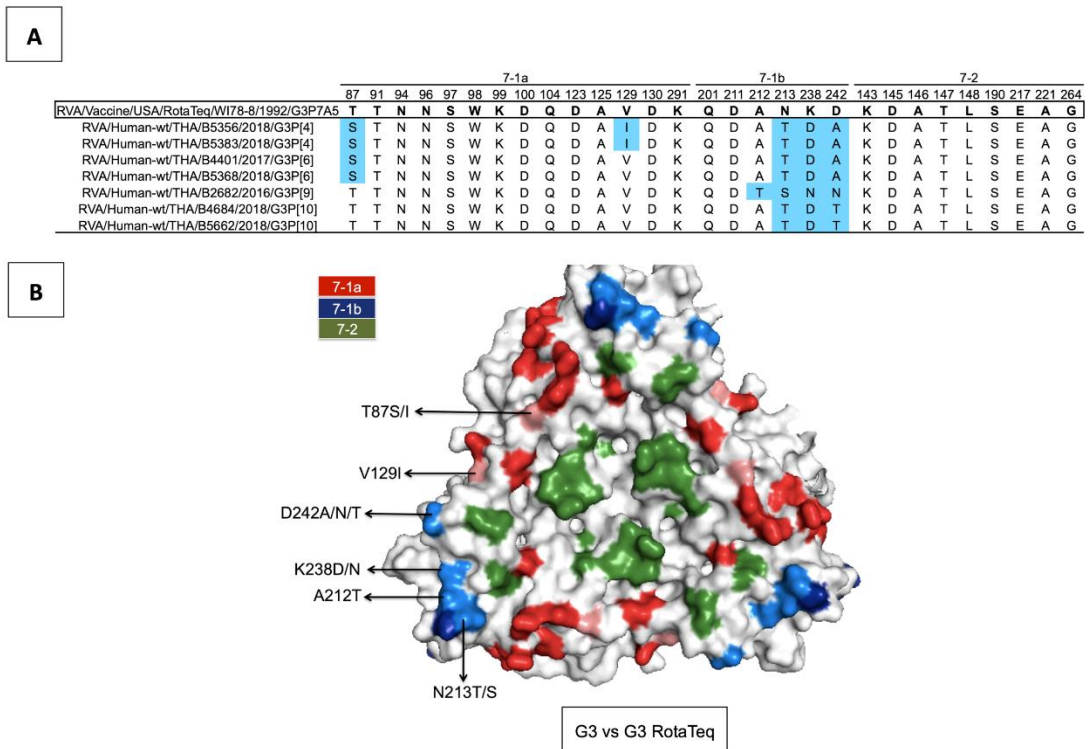 A
7-1a 7-1b 7-2
87 91 94 96 97 98 99 100 104 123 125 129 130 291 201 211 212 213 238 242 143 145 146 147 148 190 217 221 264
RVA/Vaccine/USA/RotaTeq/WI78-8/1992/G3P7A5 T T N N S W K D Q D A V D K Q D A N K D K D A T L S E A G
RVA/Human-wt/THA/B5356/2018/G3P[4] S T N N S W K D Q D A I D K Q D A T D A K D A T L S E A G
RVA/Human-wt/THA/B5383/2018/G3P[4] S T N N S W K D Q D A I D K Q D A T D A K D A T L S E A G
RVA/Human-wt/THA/B4401/2017/G3P[6] S T N N S W K D Q D A V D K Q D A T D A K D A T L S E A G
RVA/Human-wt/THA/B5368/2018/G3P[6] S T N N S W K D Q D A V D K Q D A T D A K D A T L S E A G
RVA/Human-wt/THA/B2682/2016/G3P[9] T T N N S W K D Q D A V D K Q D T S N N K D A T L S E A G
RVA/Human-wt/THA/B4684/2018/G3P[10] T T N N S W K D Q D A V D K Q D A T D T K D A T L S E A G
RVA/Human-wt/THA/B5662/2018/G3P[10] T T N N S W K D Q D A V D K Q D A T D T K D A T L S E A G
B
7-1a
7-1b
7-2
T87S/I
V129I
D242A/N/T
K238D/N
A212T
N213T/S
G3 vs G3 RotaTeq